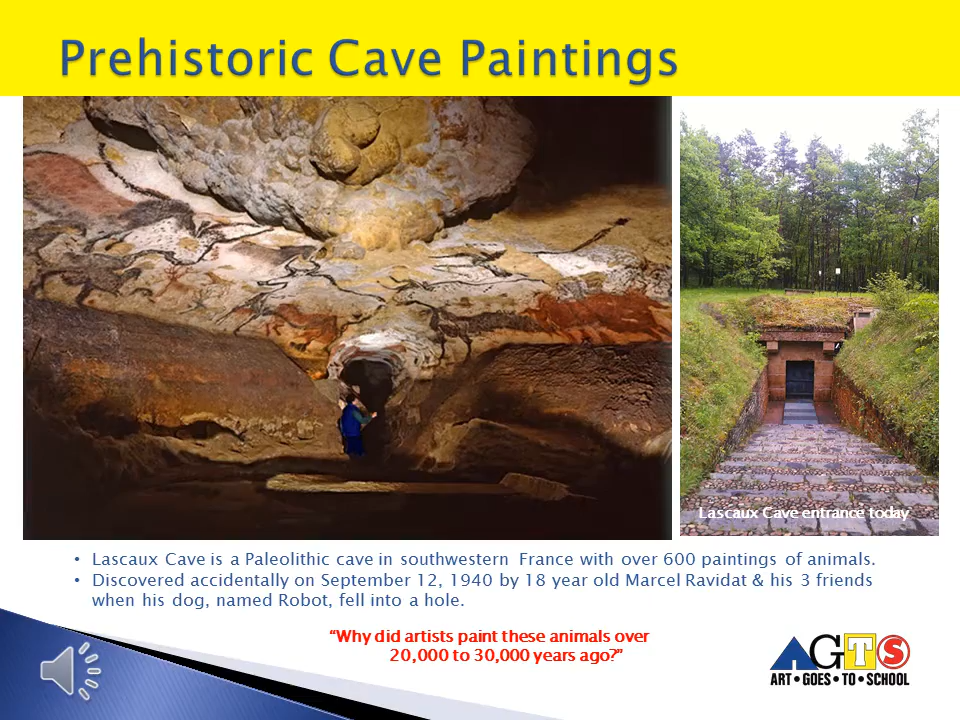 Prehistoric Cave Paintings
Lascaux Cave entrance today
• Lascaux Cave is a Paleolithic cave in southwestern France with over 600 paintings of animals.
• Discovered accidentally on September 12, 1940 by 18 year old Marcel Ravidat & his 3 friends
when his dog, named Robot, fell into a hole.
“Why did artists paint these animals over
20,000 to 30,000 years ago?”
AGTS
ART•GOES•TO•SCHOOL